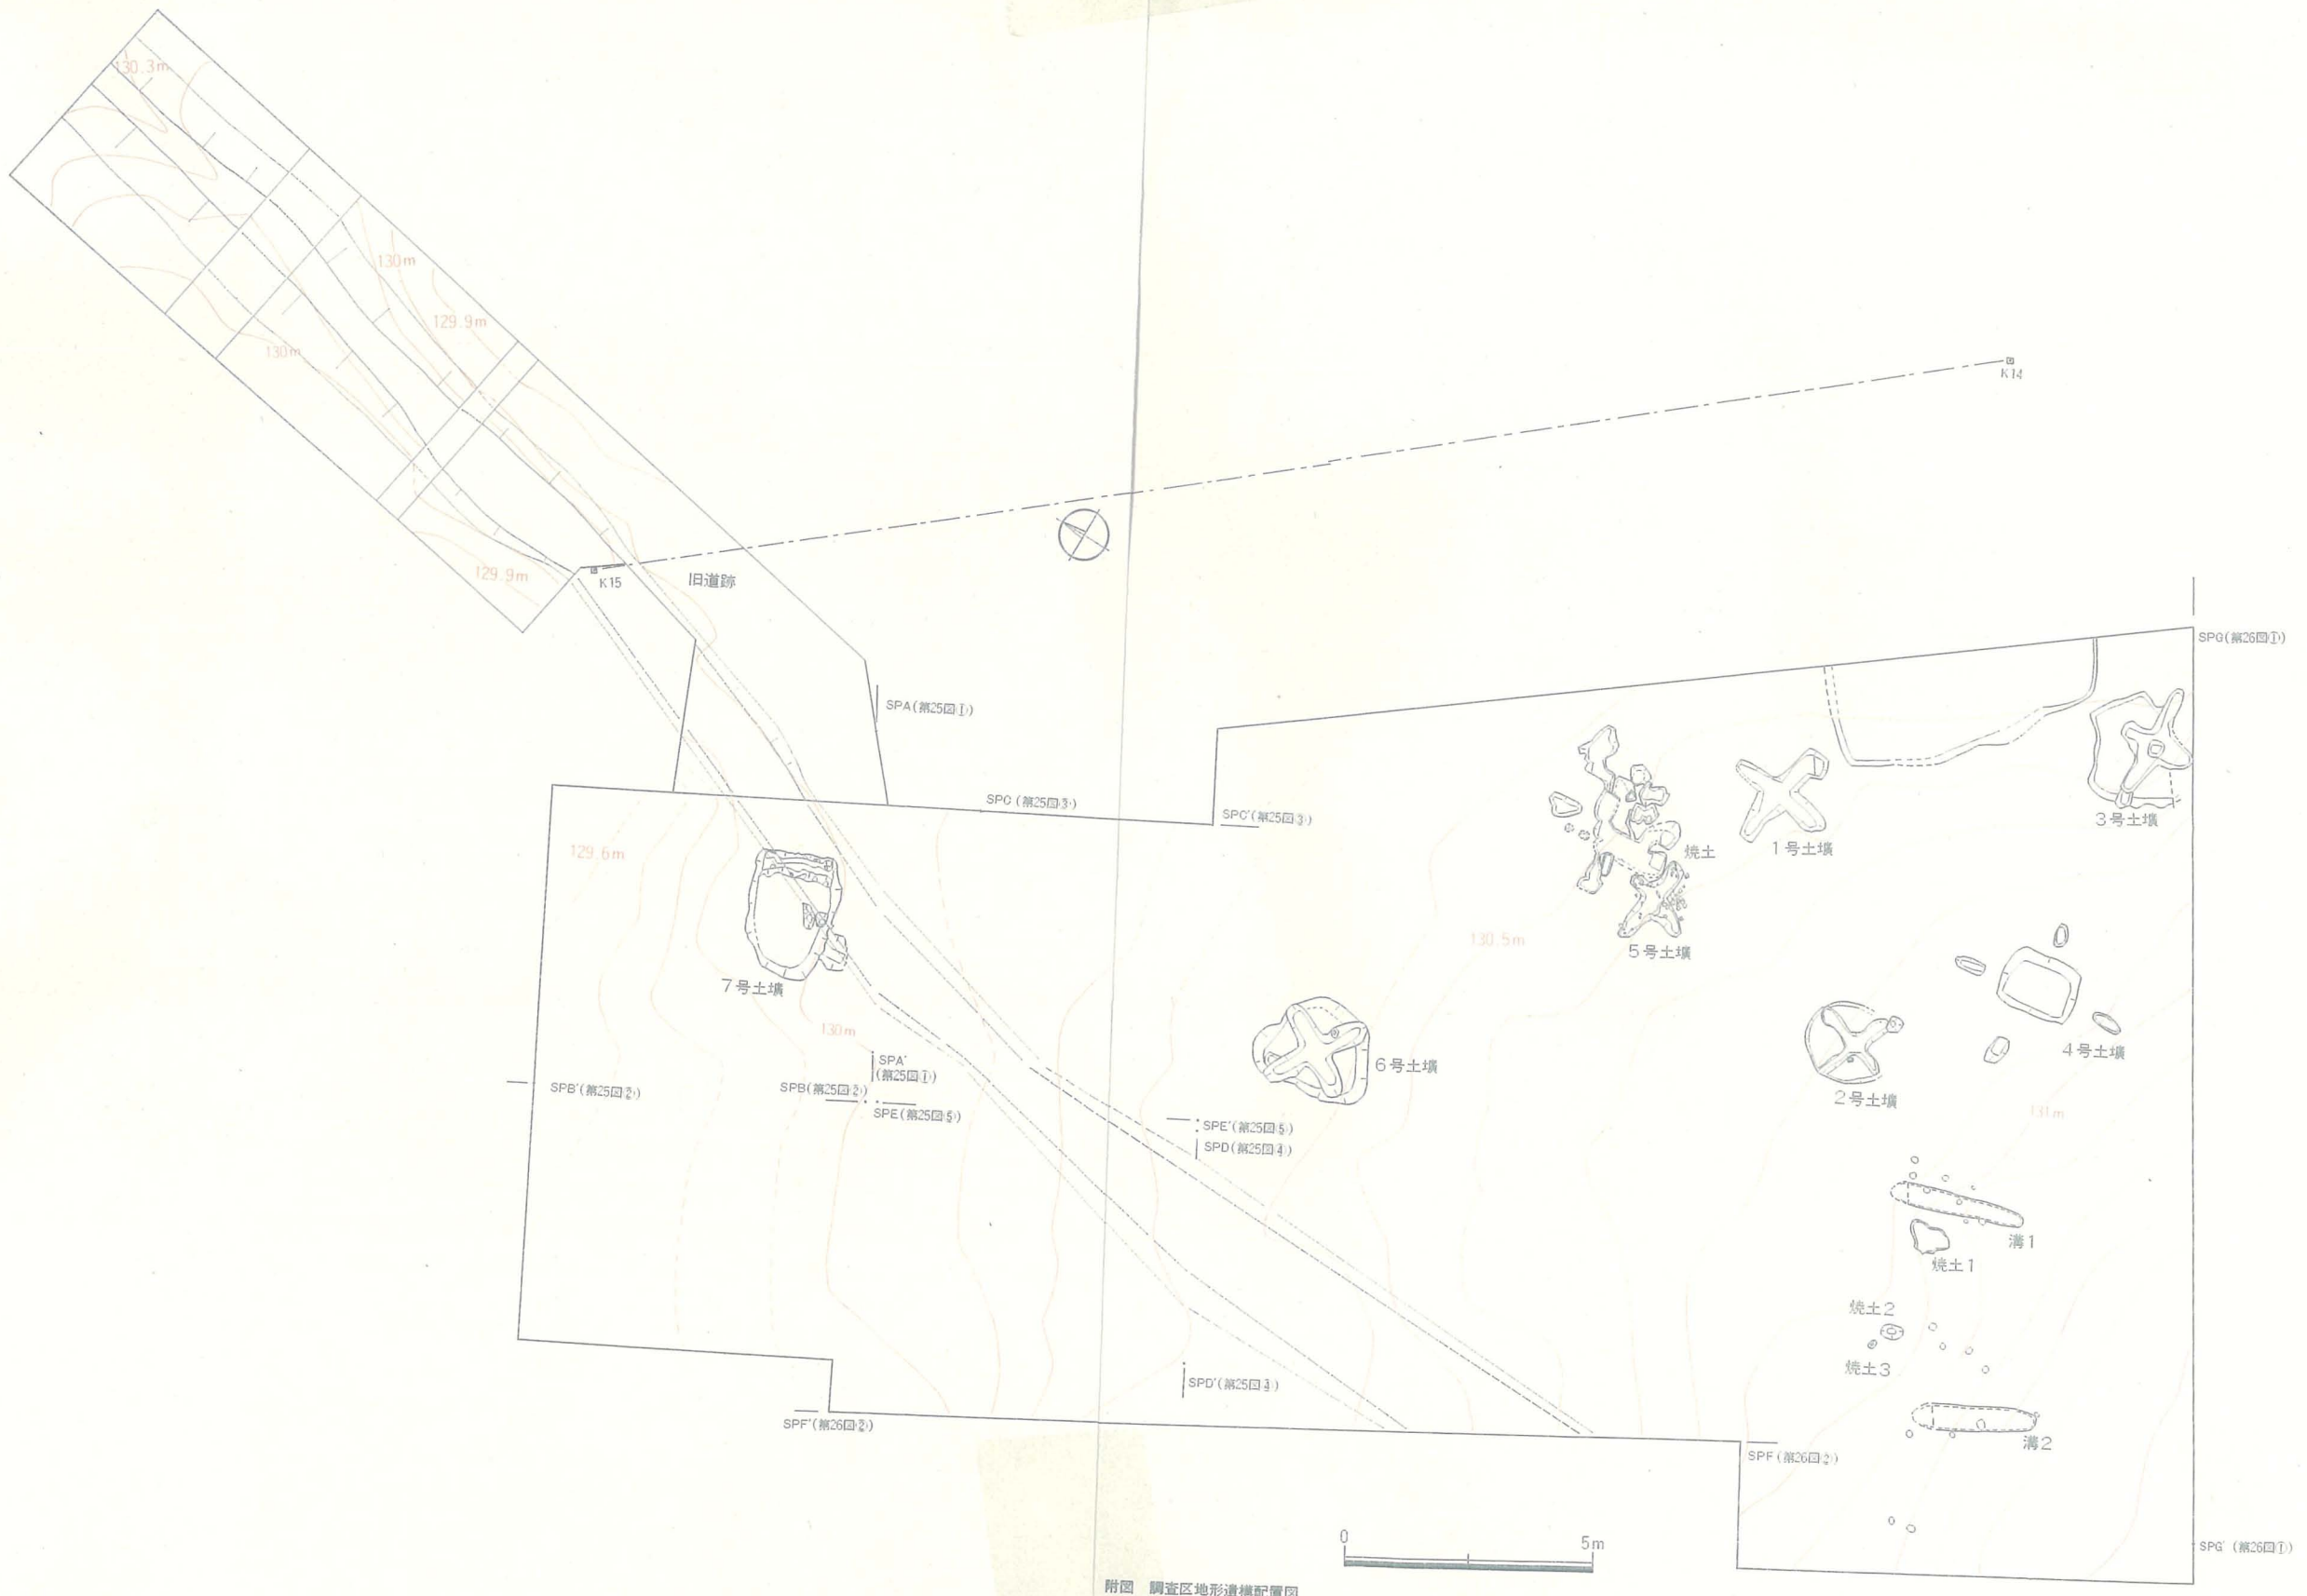 130.3m
130m
129.9m
130m
K14
129.9m
K15
旧道跡
SPG(第26図①)
SPA(第25図①)
SPC(第25図③)
SPC'(第25図③)
3号土壙
129.6m
焼土
1号土壙
130.5m
5号土壙
7号土壙
130m
SPA'
(第25図①)
6号土壙
4号土壙
SPB'(第25図②)
SPB(第25図②)
SPE(第25図⑤)
2号土壙
131m
SPE'(第25図⑤)
SPD(第25図④)
溝1
焼土1
焼土2
焼土3
SPD'(第25図④)
SPF'(第26図②)
溝2
SPF(第26図②)
0 5m
SPG'(第26図①)
附図 調査区地形遺構配置図